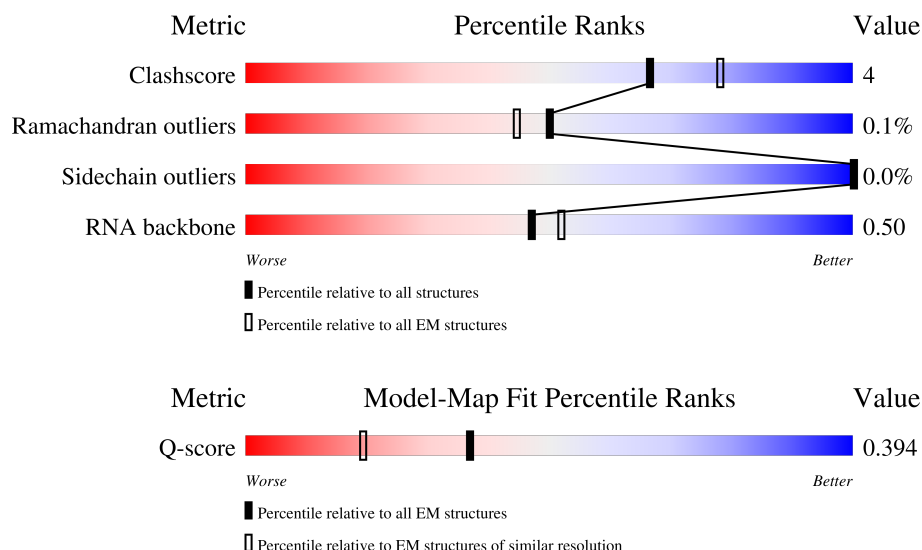 Metric Percentile Ranks Value
Clashscore 4
Ramachandran outliers 0.1%
Sidechain outliers 0.0%
RNA backbone 0.50
Worse Better
Percentile relative to all structures
Percentile relative to all EM structures
Metric Model-Map Fit Percentile Ranks Value
Q-score 0.394
Worse Better
Percentile relative to all EM structures
Percentile relative to EM structures of similar resolution